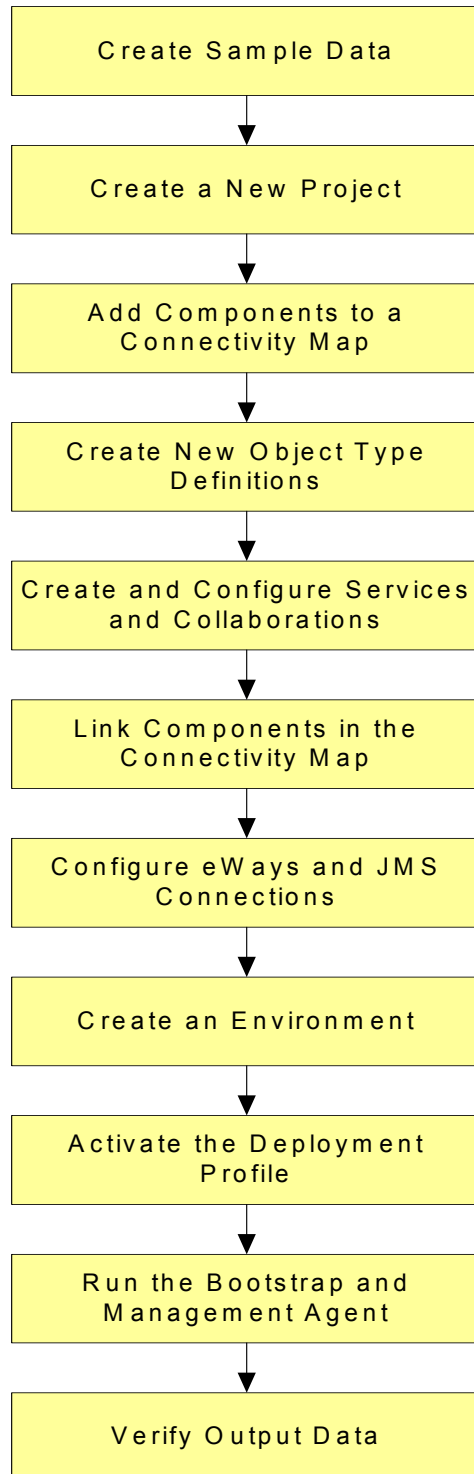 Create Sample Data
Create a New Project
Add Components to a
Connectivity Map
Create New Object Type
Definitions
Create and Configure Services
and Collaborations
Link Components in the
Connectivity Map
Configure eWays and JMS
Connections
Create an Environment
Activate the Deployment
Profile
Run the Bootstrap and
Management Agent
Verify Output Data